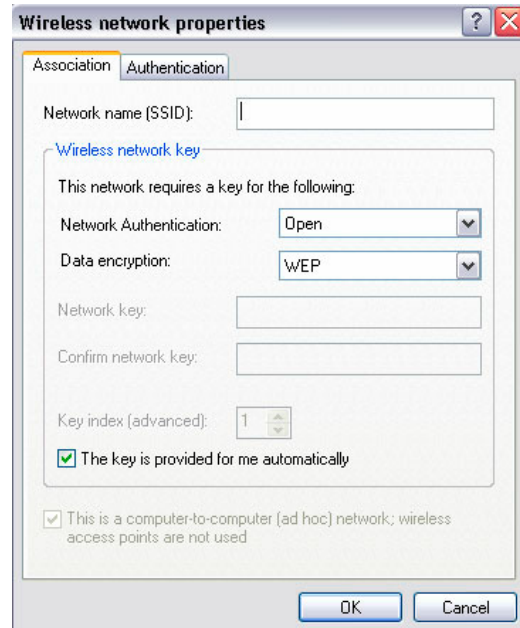 Wireless network properties
?
Association
Authentication
Network name (SSID):
Wireless network key
This network requires a key for the following:
Network Authentication: Open
Data encryption: WEP
Network key:
Confirm network key:
Key index (advanced): 1
The key is provided for me automatically
This is a computer-to-computer (ad hoc) network; wireless
access points are not used
OK
Cancel